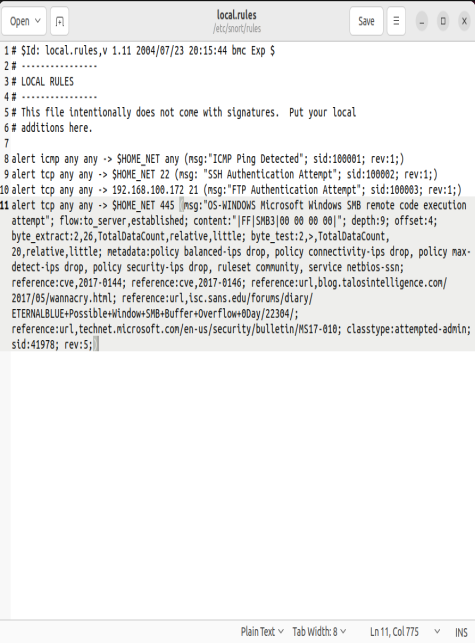 Open
local.rules
/etc/snort/rules
Save
1 # $Id: local.rules,v 1.11 2004/07/23 20:15:44 bmc Exp $
2 # ----------------
3 # LOCAL RULES
4 # ----------------
5 # This file intentionally does not come with signatures.  Put your local
6 # additions here.
7
8 alert icmp any any -> $HOME_NET any (msg:"ICMP Ping Detected"; sid:100001; rev:1;)
9 alert tcp any any -> $HOME_NET 22 (msg: "SSH Authentication Attempt"; sid:100002; rev:1;)
10 alert tcp any any -> 192.168.100.172 21 (msg:"FTP Authentication Attempt"; sid:100003; rev:1;)
11 alert tcp any any -> $HOME_NET 445 (msg:"OS-WINDOWS Microsoft Windows SMB remote code execution
attempt"; flow:to_server,established; content:"|FF|SMB3|00 00 00 00|"; depth:9; offset:4;
byte_extract:2,26,TotalDataCount,relative,little; byte_test:2,>,TotalDataCount,
20,relative,little; metadata:policy balanced-ips drop, policy connectivity-ips drop, policy max-
detect-ips drop, policy security-ips drop, ruleset community, service netbios-ssn;
reference:cve,2017-0144; reference:cve,2017-0146; reference:url,blog.talosintelligence.com/
2017/05/wannacry.html; reference:url,isc.sans.edu/forums/diary/
ETERNALBLUE+Possible+Window+SMB+Buffer+Overflow+0Day/22304/;
reference:url,technet.microsoft.com/en-us/security/bulletin/MS17-010; classtype:attempted-admin;
sid:41978; rev:5;)
Plain Text Tab Width: 8 Ln 11, Col 775 INS